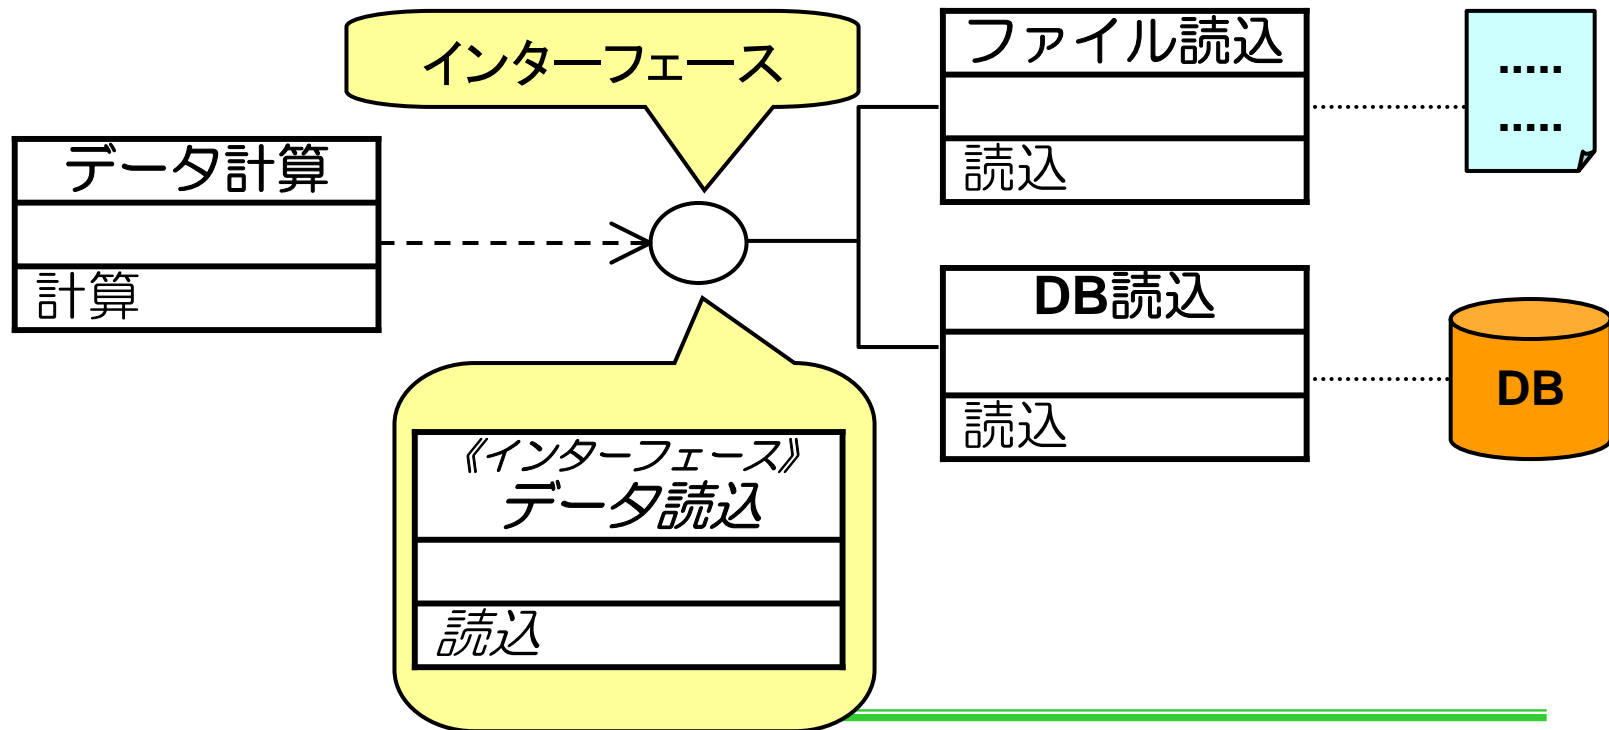 インターフェース
データ計算
計算
ファイル読込
読込
.....
.....
DB読込
読込
DB
《インターフェース》
データ読込
読込